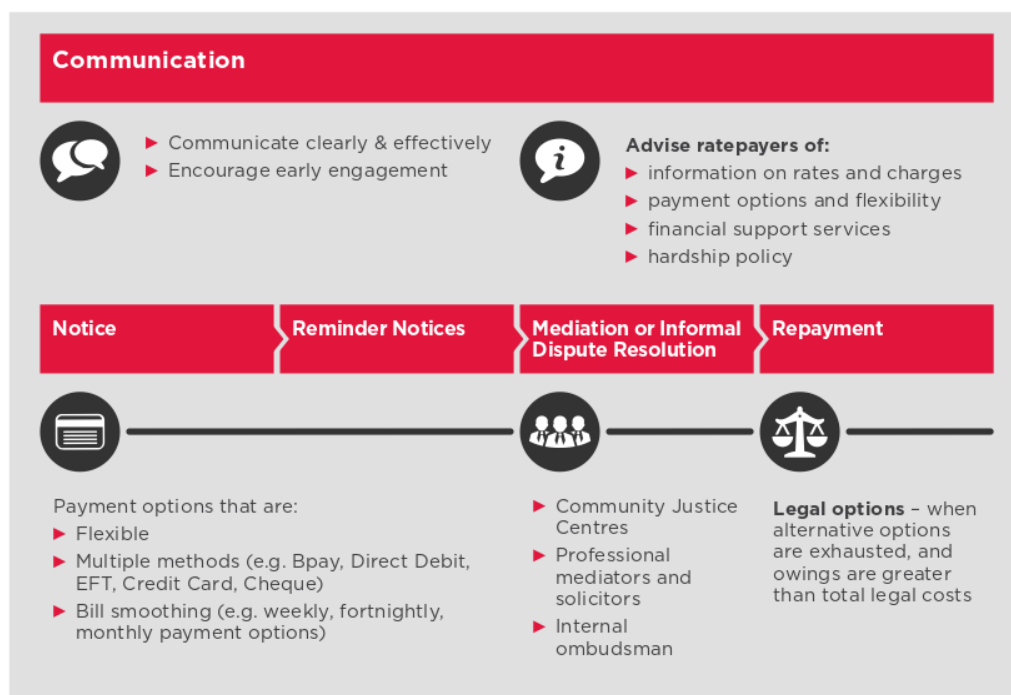 Communication
Communicate clearly & effectively
Encourage early engagement
Advise ratepayers of:
information on rates and charges
payment options and flexibility
financial support services
hardship policy
Notice
Reminder Notices
Mediation or Informal
Dispute Resolution
Repayment
Payment options that are:
Flexible
Multiple methods (e.g. Bpay, Direct Debit,
EFT, Credit Card, Cheque)
Bill smoothing (e.g. weekly, fortnightly,
monthly payment options)
Community Justice
Centres
Professional
mediators and
solicitors
Internal
ombudsman
Legal options – when
alternative options
are exhausted, and
owings are greater
than total legal costs